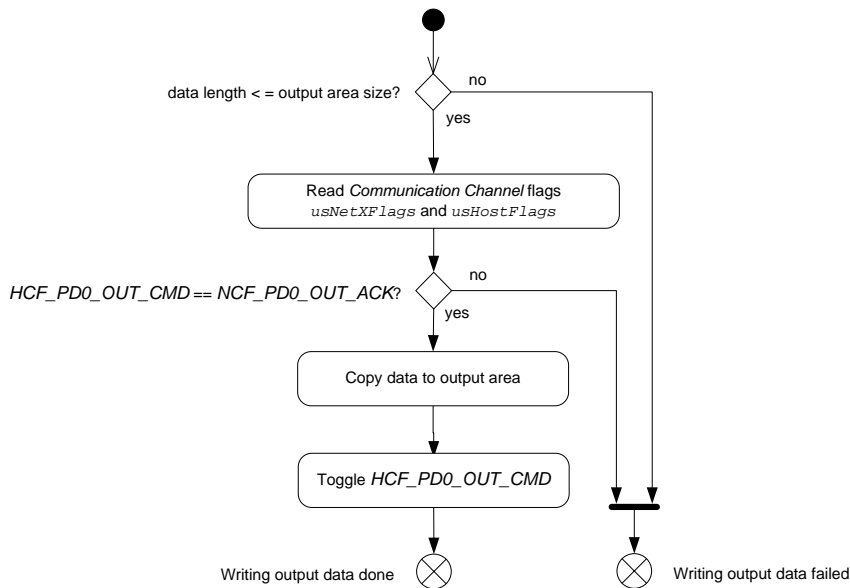 no
data length < = output area size?
yes
Read Communication Channel flags
usNetXFlags and usHostFlags
no
HCF_PD0_OUT_CMD == NCF_PD0_OUT_ACK?
yes
Copy data to output area
Toggle HCF_PD0_OUT_CMD
Writing output data done
Writing output data failed